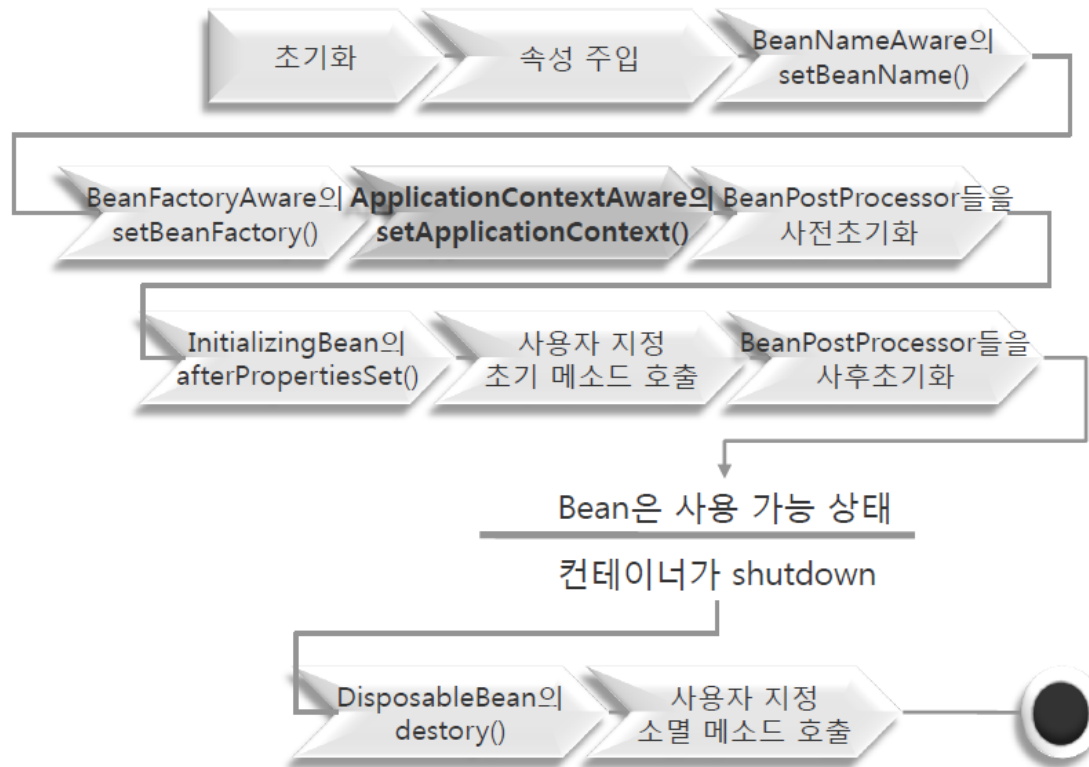 초기화
속성 주입
BeanNameAware의
setBeanName()
BeanFactoryAware의
setBeanFactory()
ApplicationContextAware의
setApplicationContext()
BeanPostProcessor들을
사전초기화
InitializingBean의
afterPropertiesSet()
사용자 지정
초기 메소드 호출
BeanPostProcessor들을
사후초기화
Bean은 사용 가능 상태
컨테이너가 shutdown
DisposableBean의
destory()
사용자 지정
소멸 메소드 호출